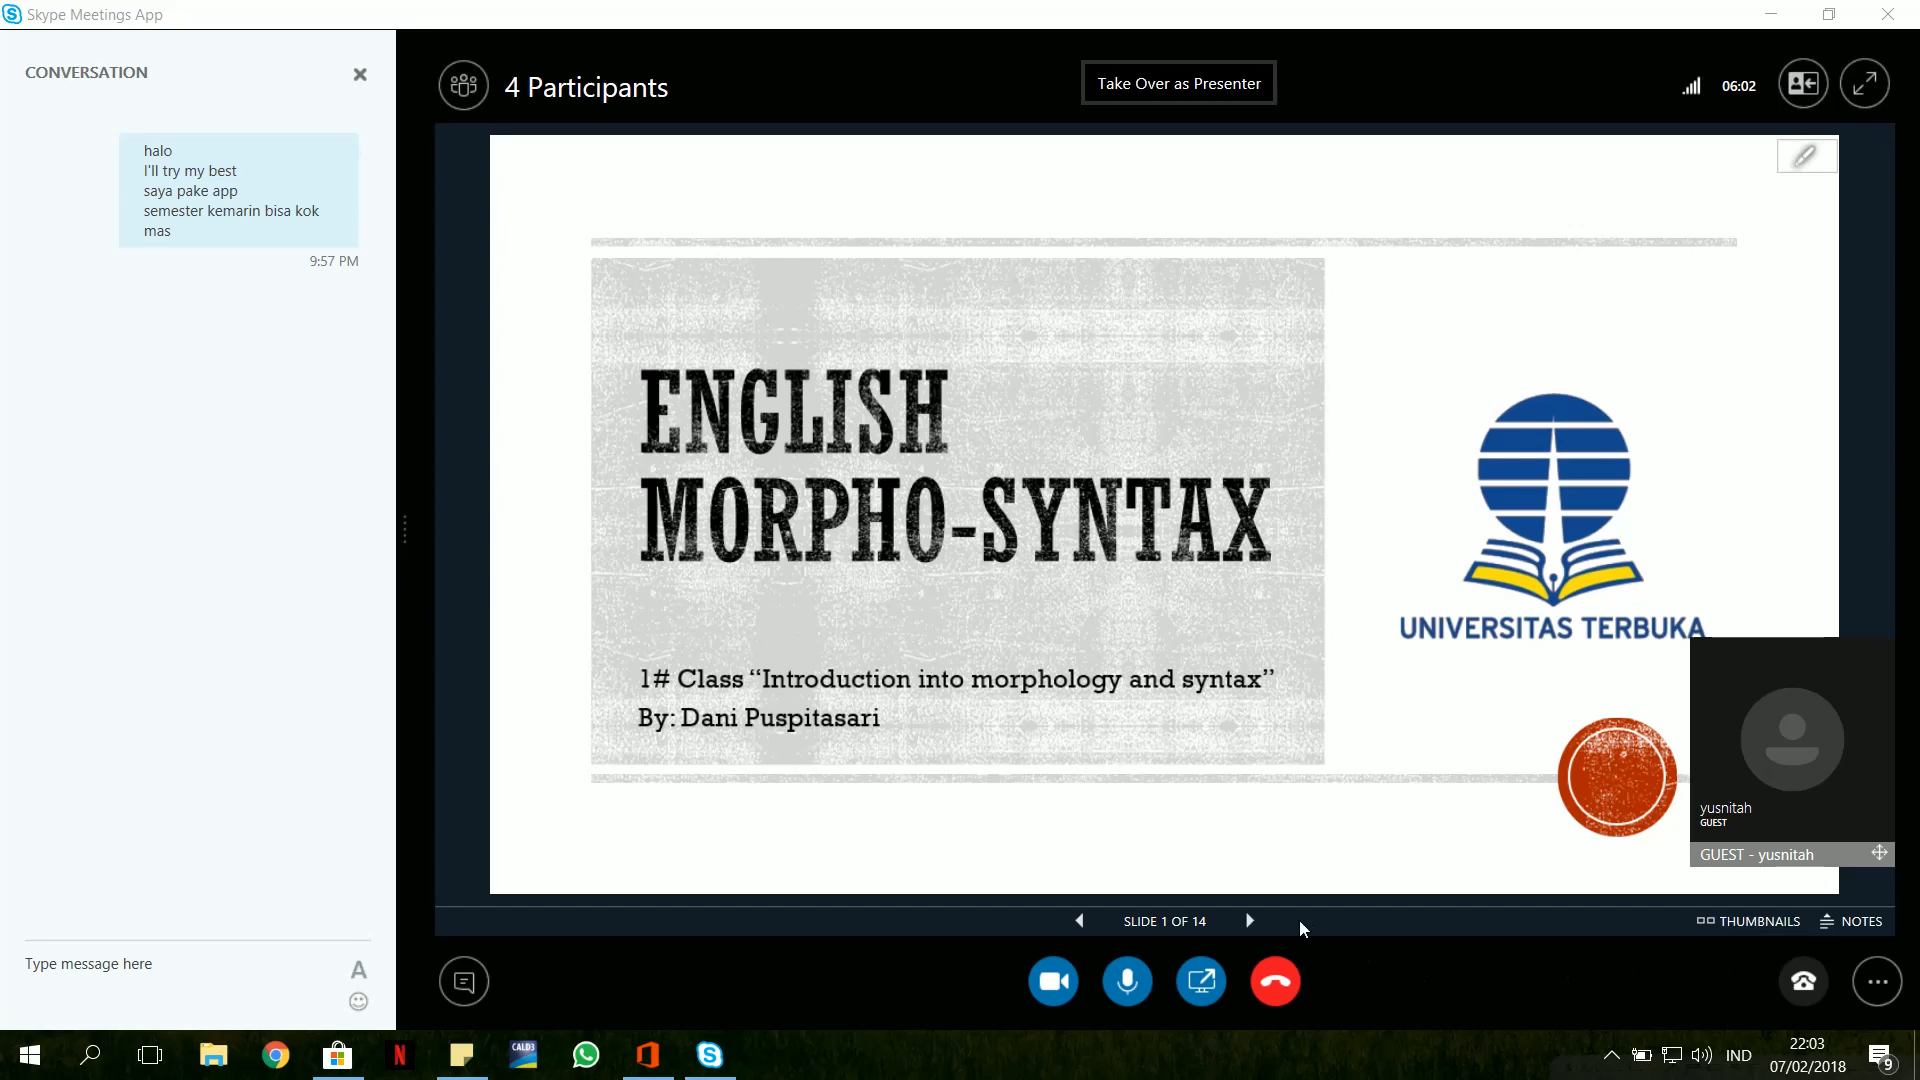 Skype Meetings App
CONVERSATION
halo
I'll try my best
saya pake app
semester kemarin bisa kok
mas
9:57 PM
Type message here
A
4 Participants
Take Over as Presenter
06:02
ENGLISH
MORPHO-SYNTAX
1# Class “Introduction into morphology and syntax”
By: Dani Puspitasari
UNIVERSITAS TERBUKA
yusnitah
GUEST
GUEST - yusnitah
SLIDE 1 OF 14
THUMBNAILS
NOTES
N
CALD3
IND
22:03
07/02/2018
9